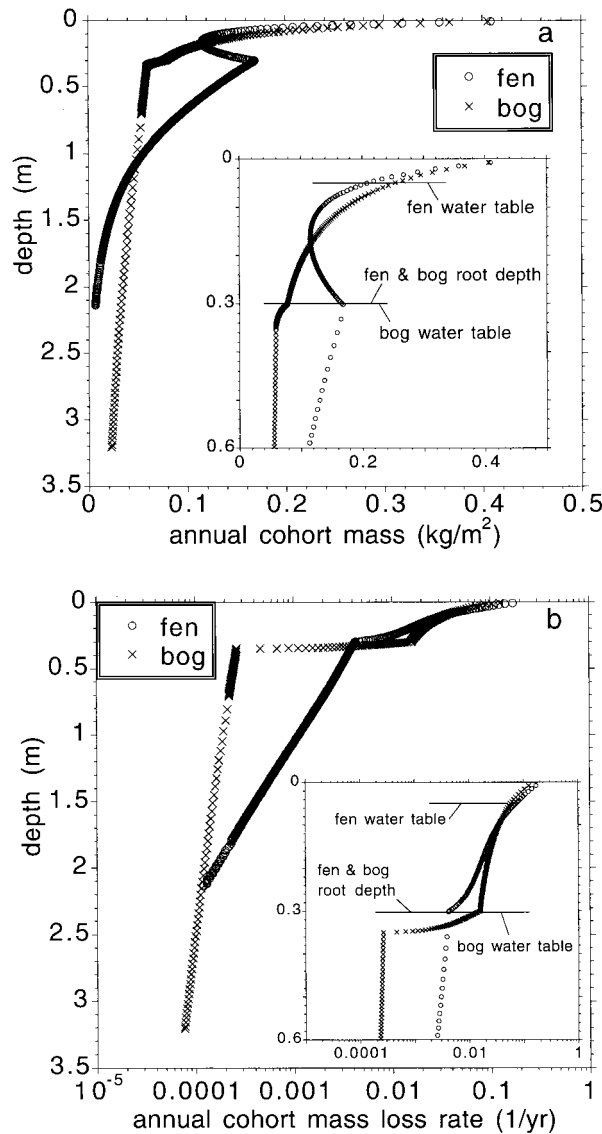 0
0.5
1
1.5
2
2.5
3
3.5
depth (m)
a
fen
bog
0
0.3
0.6
fen water table
fen & bog root depth
bog water table
0
0.2
0.4
0
0.1
0.2
0.3
0.4
0.5
annual cohort mass (kg/m²)
0
0.5
1
1.5
2
2.5
3
3.5
depth (m)
b
fen
bog
0
0.3
0.6
fen water table
fen & bog
root depth
bog water table
0.0001
0.01
1
10⁻⁵
0.0001
0.001
0.01
0.1
1
annual cohort mass loss rate (1/yr)